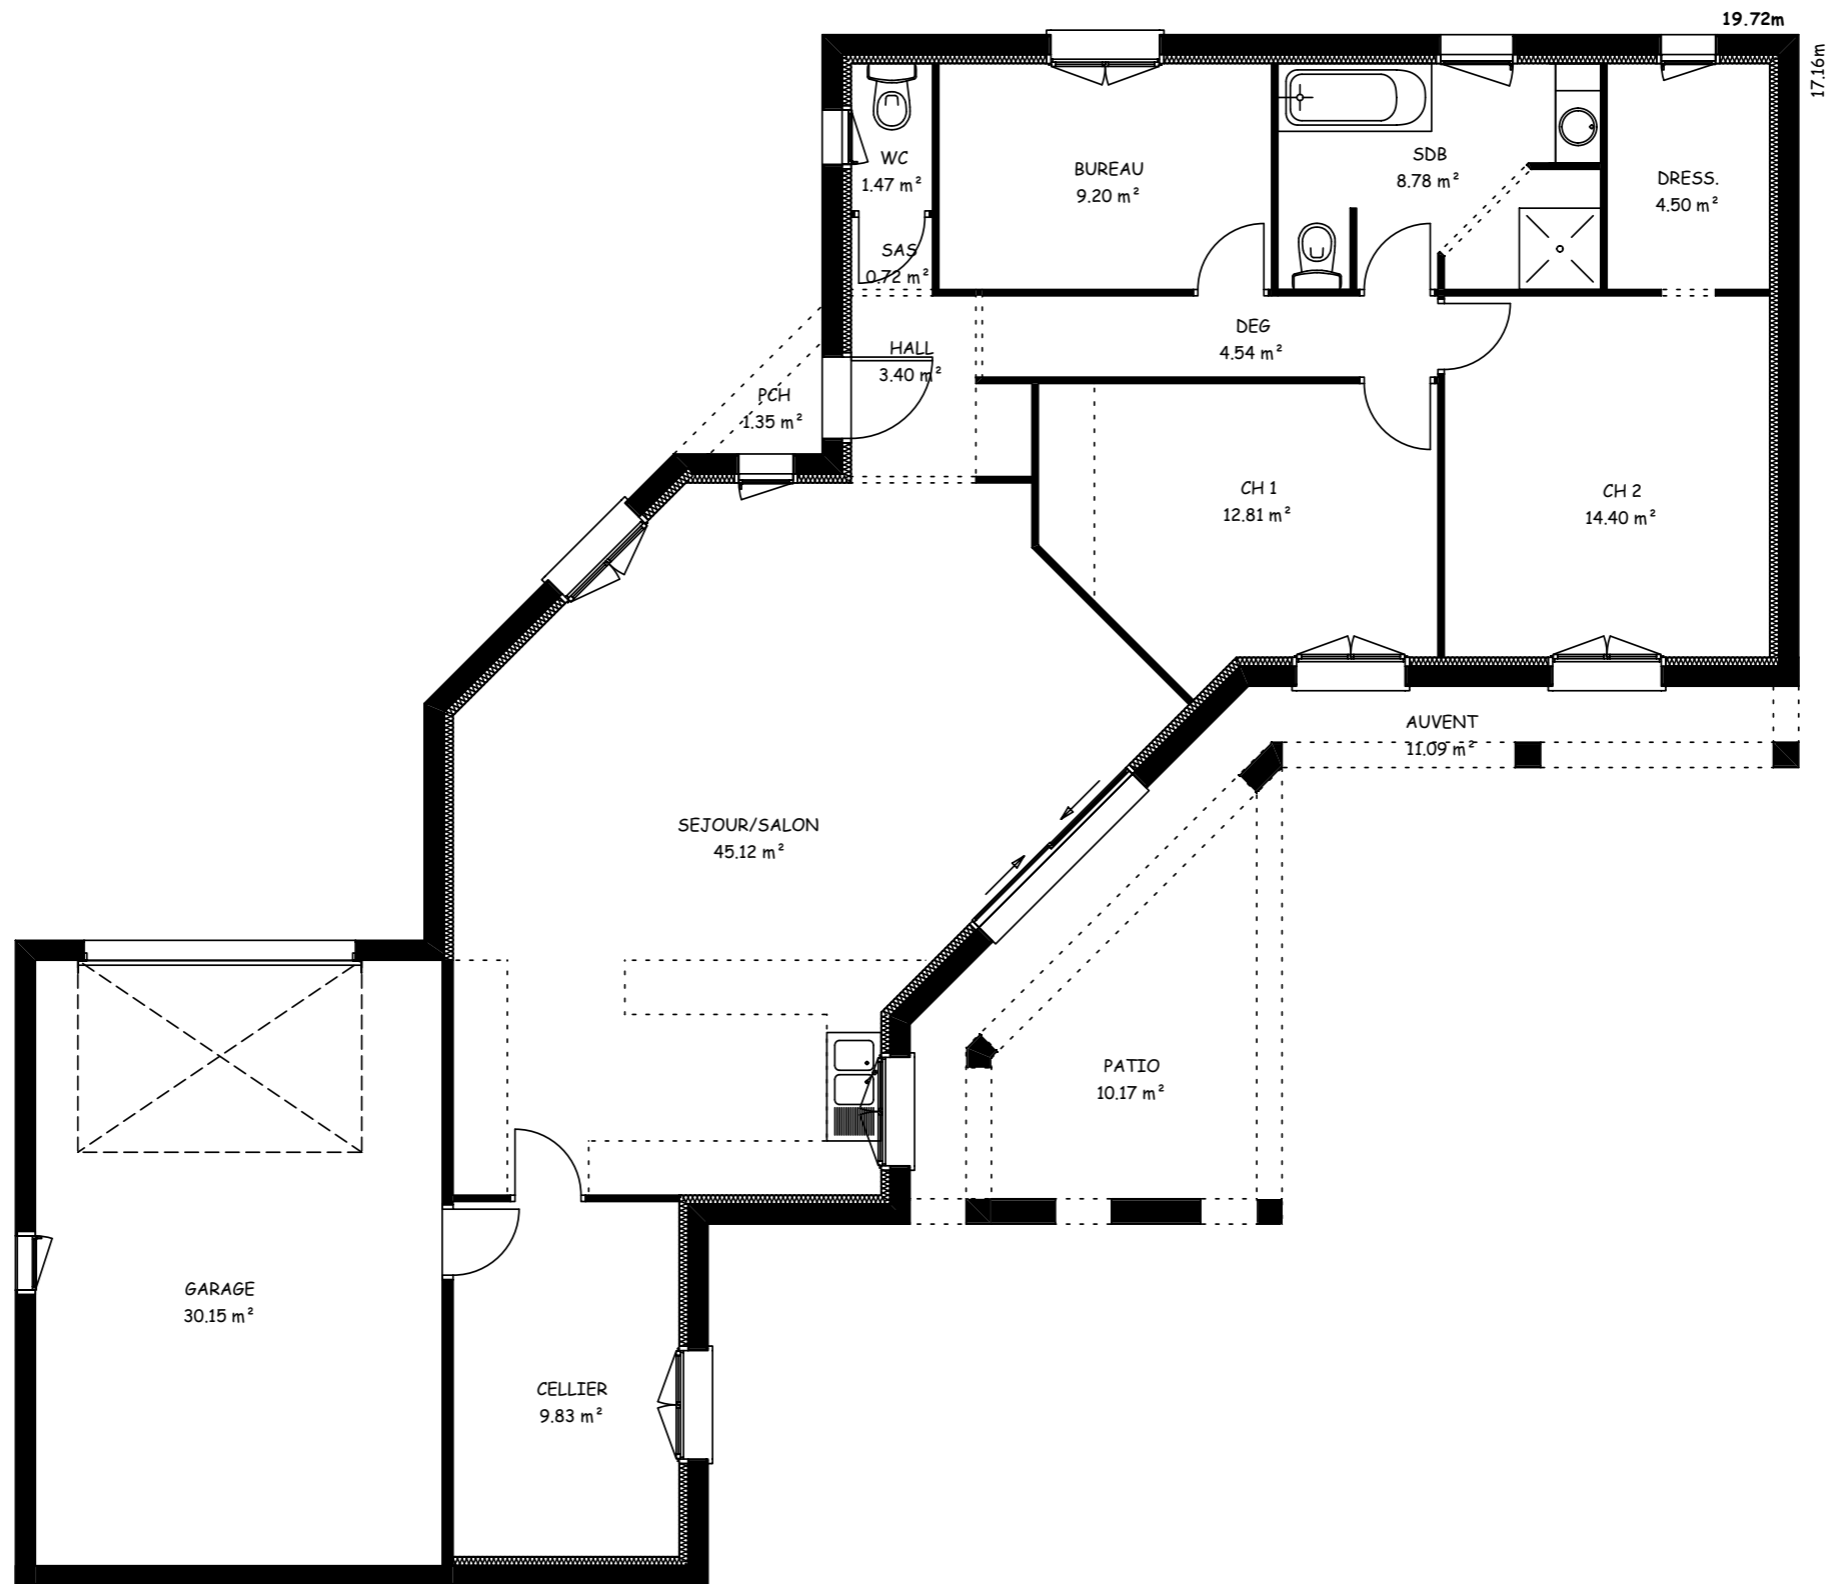 19.72m
17.16m
WC
1.47 m²
BUREAU
9.20 m²
SDB
8.78 m²
DRESS.
4.50 m²
SAS
0.72 m²
HALL
3.40 m²
DEG
4.54 m²
PCH
1.35 m²
CH 1
12.81 m²
CH 2
14.40 m²
AUVENT
11.09 m²
SEJOUR/SALON
45.12 m²
PATIO
10.17 m²
GARAGE
30.15 m²
CELLIER
9.83 m²